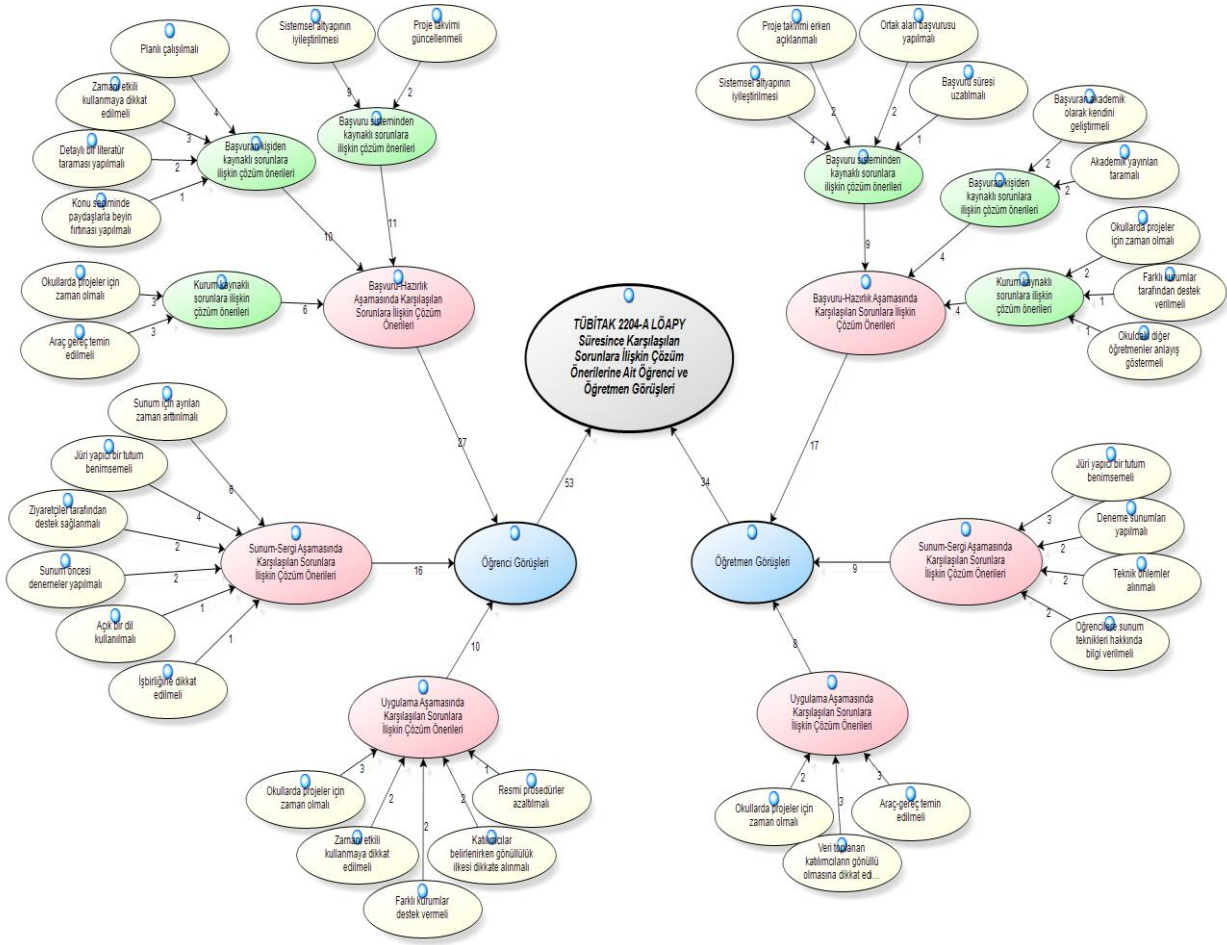 Planlı çalışılmalı
Zamanı etkili
kullanmaya dikkat
edilmeli
Detaylı bir literatür
taraması yapılmalı
Konu seçiminde
paydaşlarla beyin
fırtınası yapılmalı
4
3
2
1
Başvuran kişiden
kaynaklı sorunlara
ilişkin çözüm önerileri
10
Sistemsel altyapının
iyileştirilmesi
Proje takvimi
güncellenmeli
9
2
Başvuru sisteminden
kaynaklı sorunlara
ilişkin çözüm önerileri
11
Okullarda projeler için
zaman olmalı
Araç gereç temin
edilmeli
3
3
Kurum kaynaklı
sorunlara ilişkin
çözüm önerileri
6
Başvuru-Hazırlık
Aşamasında Karşılaşılan
Sorunlara İlişkin Çözüm
Önerileri
27
Sunum için ayrılan
zaman arttırılmalı
Jüri yapıcı bir tutum
benimsemeli
Ziyaretçiler tarafından
destek sağlanmalı
Sunum öncesi
denemeler yapılmalı
Açık bir dil
kullanılmalı
İşbirliğine dikkat
edilmeli
6
4
2
2
1
1
Sunum-Sergi Aşamasında
Karşılaşılan Sorunlara
İlişkin Çözüm Önerileri
16
Öğrenci Görüşleri
53
10
Uygulama Aşamasında
Karşılaşılan Sorunlara
İlişkin Çözüm Önerileri
3
2
2
2
1
Okullarda projeler için
zaman olmalı
Zamanı etkili
kullanmaya dikkat
edilmeli
Farklı kurumlar
destek vermeli
Katılımcılar
belirlenirken gönüllülük
ilkesi dikkate alınmalı
Resmi prosedürler
azaltılmalı
TÜBİTAK 2204-A LÖAPY
Süresince Karşılaşılan
Sorunlara İlişkin Çözüm
Önerilerine Ait Öğrenci ve
Öğretmen Görüşleri
Proje takvimi erken
açıklanmalı
Ortak alan başvurusu
yapılmalı
Sistemsel altyapının
iyileştirilmesi
Başvuru süresi
uzatılmalı
4
2
2
1
Başvuru sisteminden
kaynaklı sorunlara
ilişkin çözüm önerileri
9
Başvuran akademik
olarak kendini
geliştirmeli
Akademik yayınları
taramalı
2
2
Başvuran kişiden
kaynaklı sorunlara
ilişkin çözüm önerileri
4
Okullarda projeler
için zaman olmalı
Farklı kurumlar
tarafından destek
verilmeli
Okuldaki diğer
öğretmenler anlayış
göstermeli
2
1
1
Kurum kaynaklı
sorunlara ilişkin
çözüm önerileri
4
Başvuru-Hazırlık Aşamasında
Karşılaşılan Sorunlara İlişkin
Çözüm Önerileri
17
34
Öğretmen Görüşleri
9
Sunum-Sergi Aşamasında
Karşılaşılan Sorunlara
İlişkin Çözüm Önerileri
3
2
2
2
Jüri yapıcı bir tutum
benimsemeli
Deneme sunumları
yapılmalı
Teknik önlemler
alınmalı
Öğrencilere sunum
teknikleri hakkında
bilgi verilmeli
8
Uygulama Aşamasında
Karşılaşılan Sorunlara
İlişkin Çözüm Önerileri
2
3
3
Okullarda projeler için
zaman olmalı
Veri toplanan
katılımcıların gönüllü
olmasına dikkat edi...
Araç-gereç temin
edilmeli